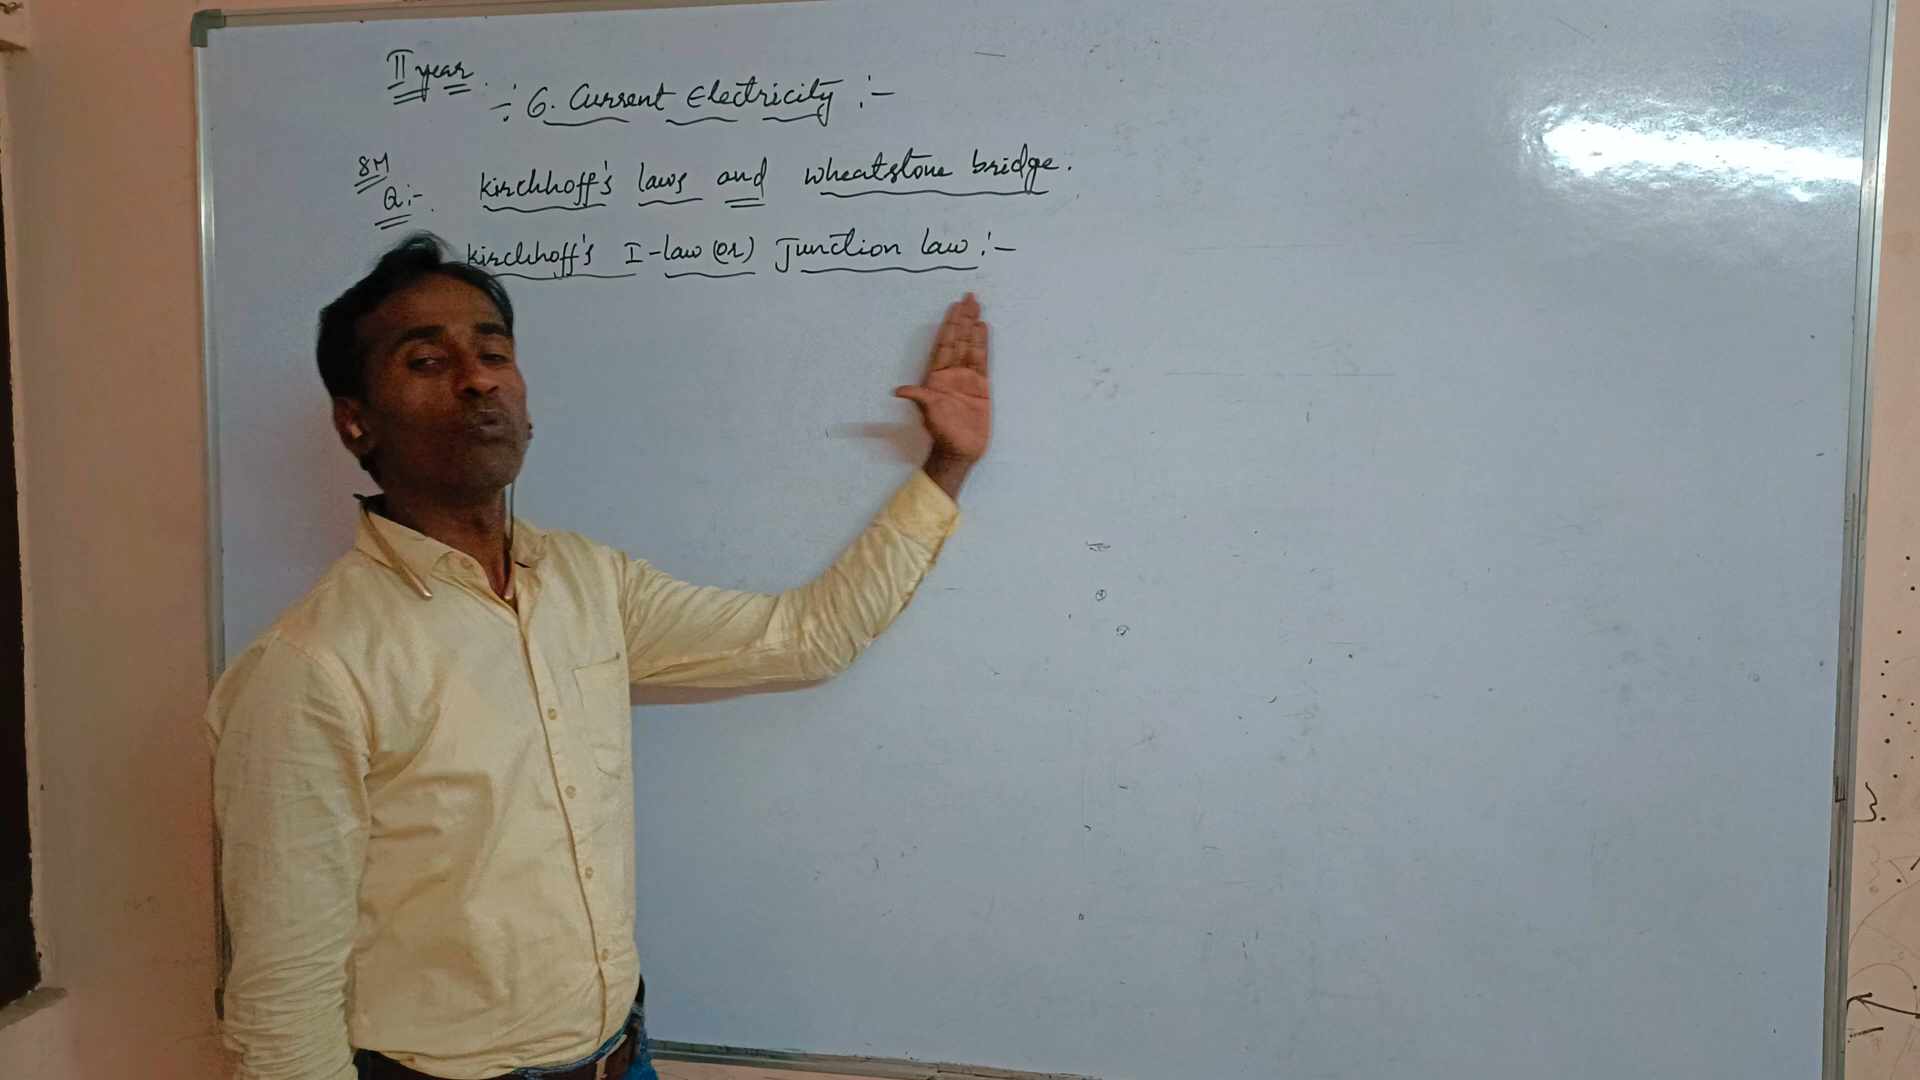 II year
:- 6. Current Electricity :-
8M
Q:- Kirchhoff's laws and wheatstone bridge.
Kirchhoff's I-law (or) Junction law :-